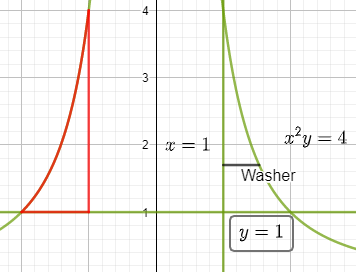 4
3
2
x = 1
x²y = 4
Washer
1
y = 1